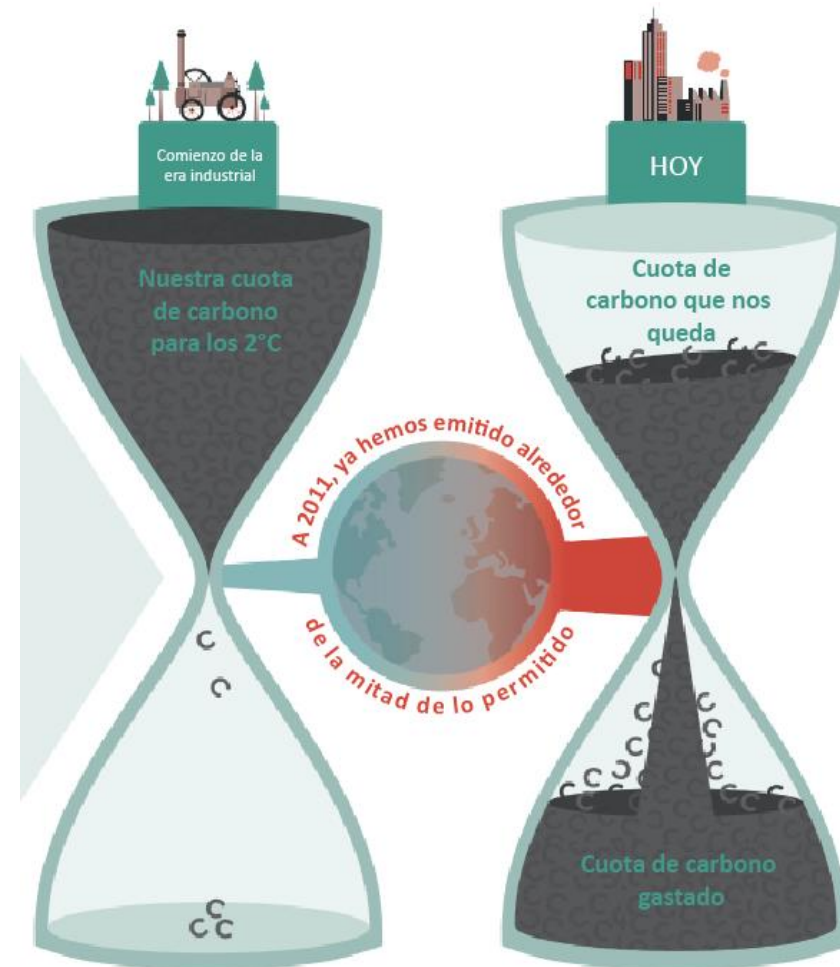 Comienzo de la
era industrial
Nuestra cuota
de carbono
para los 2°C
HOY
Cuota de
carbono que nos
queda
A 2011, ya hemos emitido alrededor
de la mitad de lo permitido
Cuota de carbono
gastado